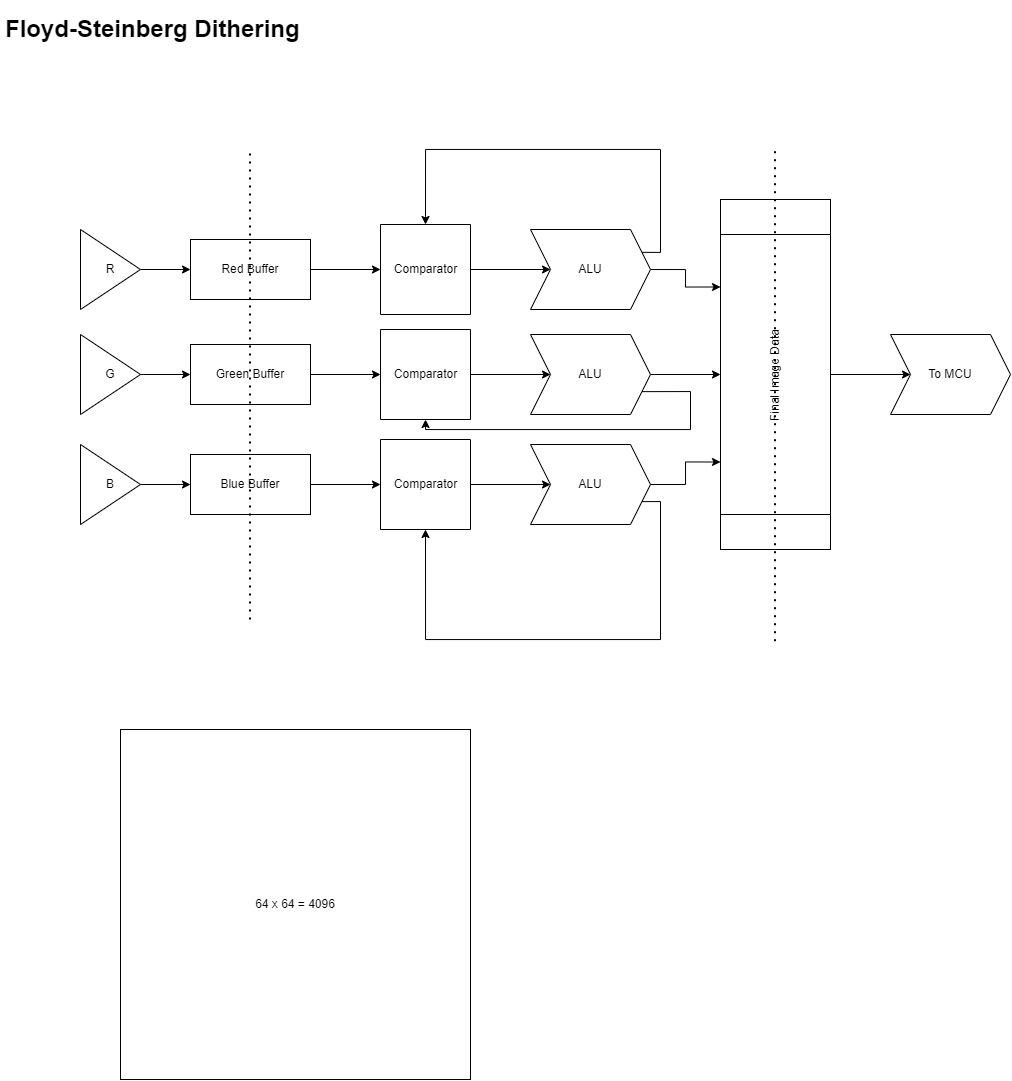 Floyd-Steinberg Dithering
R
Red Buffer
Comparator
ALU
G
Green Buffer
Comparator
ALU
Final Image Data
To MCU
B
Blue Buffer
Comparator
ALU
64 x 64 = 4096